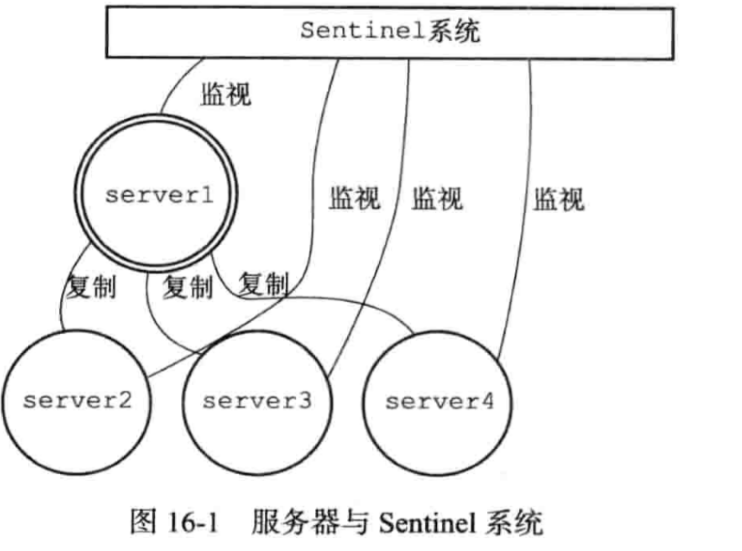 Sentinel系统
监视
server1
监视 监视 监视
复制 复制 复制
server2 server3 server4
图 16-1 服务器与 Sentinel 系统